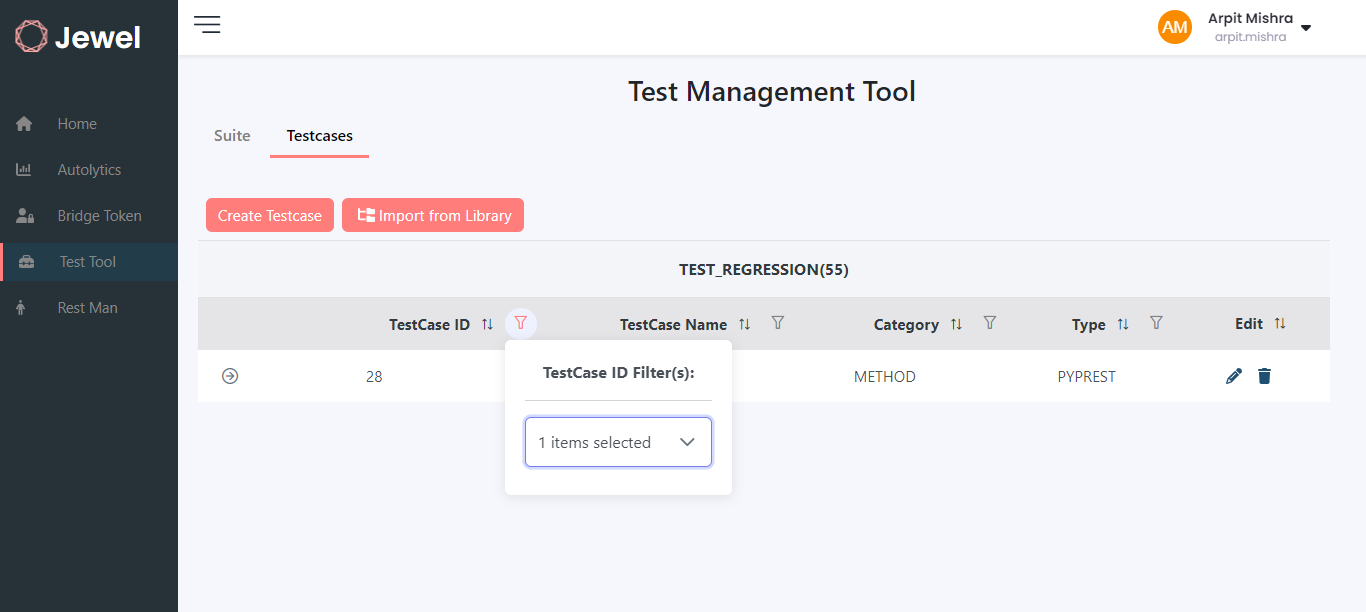 Jewel
AM
Arpit Mishra
arpit.mishra
Home
Autolytics
Bridge Token
Test Tool
Rest Man
Test Management Tool
Suite
Testcases
Create Testcase
Import from Library
TEST_REGRESSION(55)
TestCase ID
TestCase Name
Category
Type
Edit
28
METHOD
PYPREST
TestCase ID Filter(s):
1 items selected